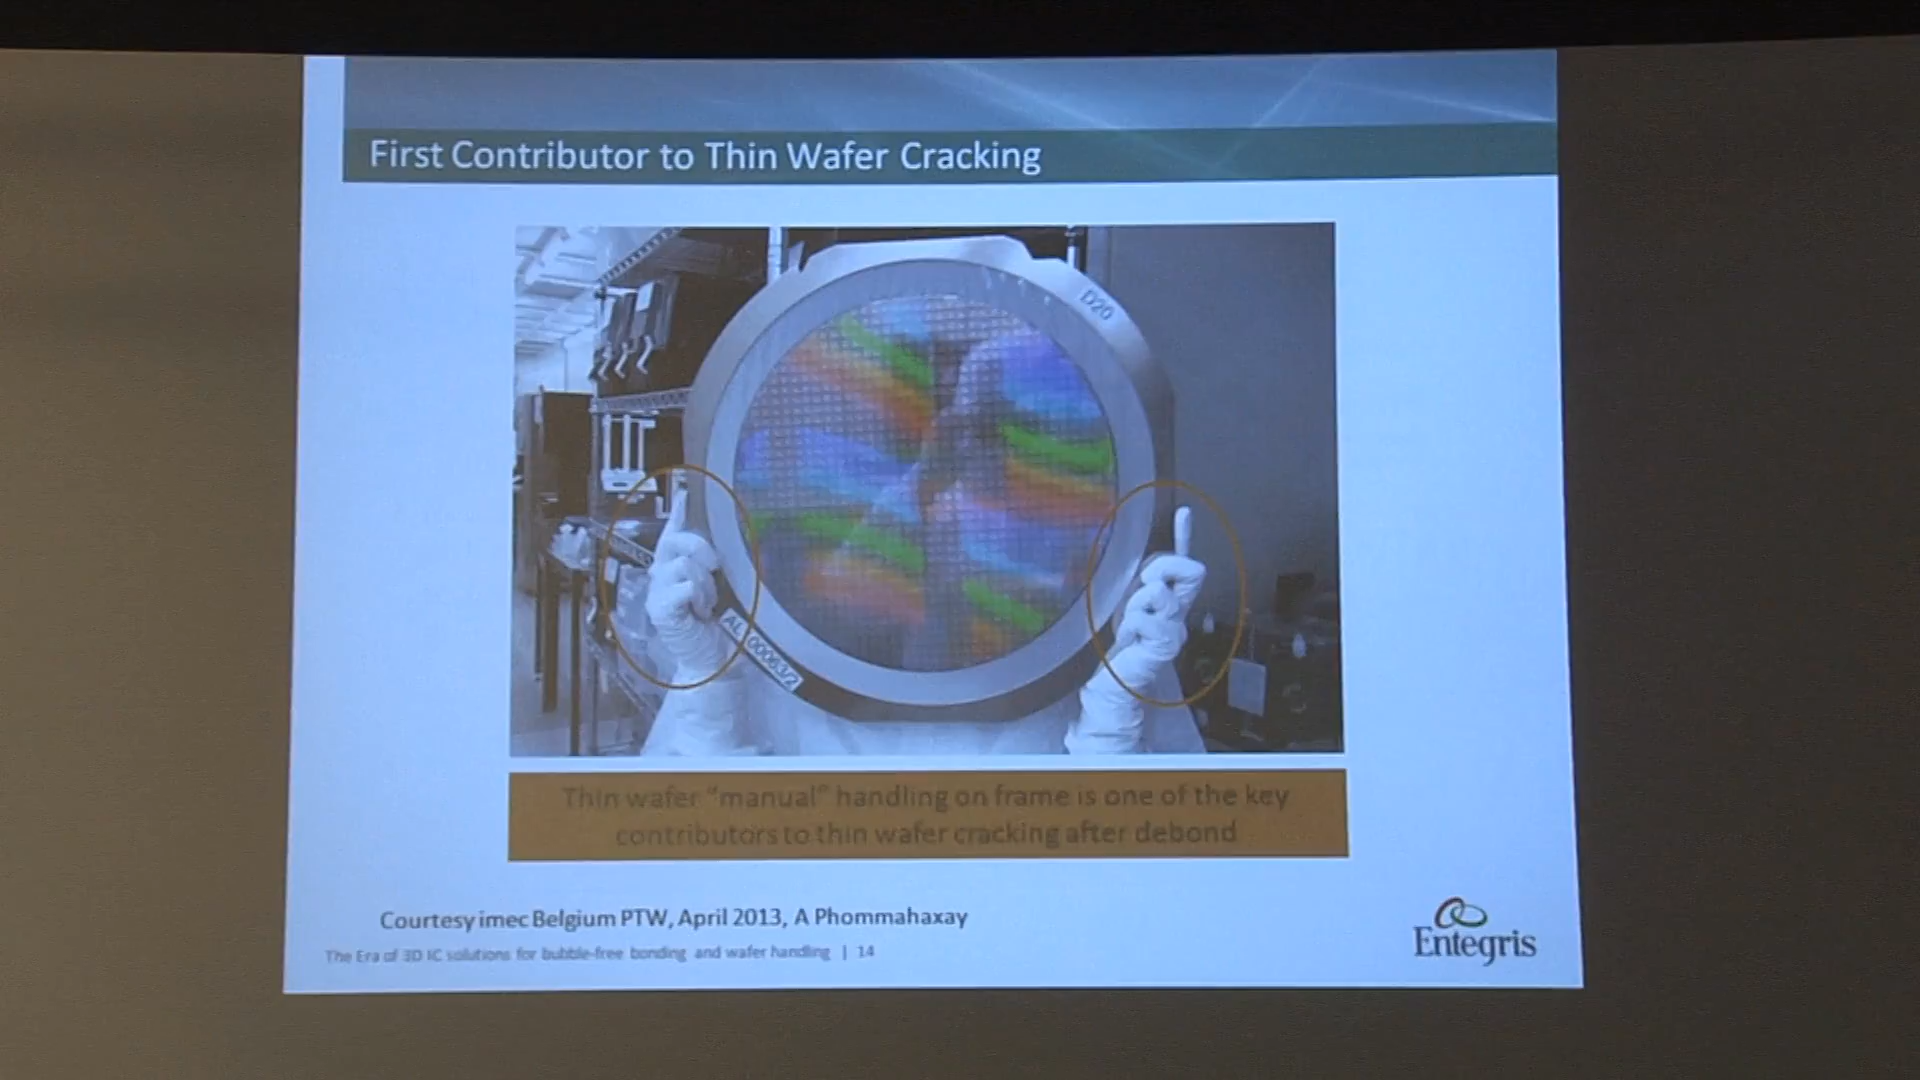 First Contributor to Thin Wafer Cracking
D20
AL
Thin wafer "manual" handling on frame is one of the key
contributors to thin wafer cracking after debond
Courtesy imec Belgium PTW, April 2013, A Phommahaxay
The Era of 3D IC solutions for bubble-free bonding and wafer handling | 14
Entegris